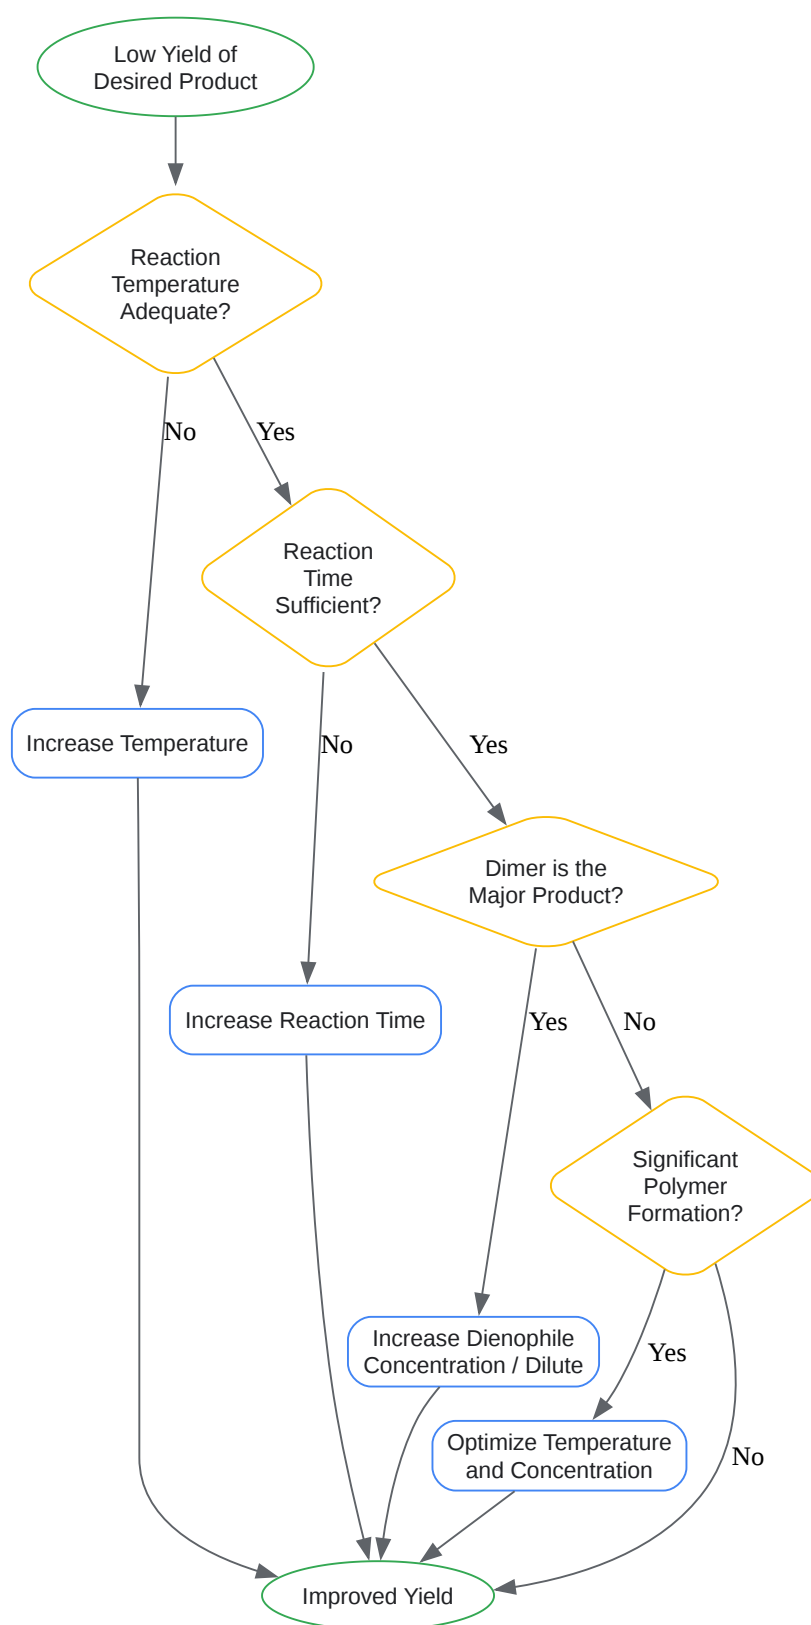 Low Yield of
Desired Product
Reaction
Temperature
Adequate?
No
Yes
Reaction
Time
Sufficient?
Increase Temperature
No
Yes
Dimer is the
Major Product?
Increase Reaction Time
Yes
No
Significant
Polymer
Formation?
Increase Dienophile
Concentration / Dilute
Yes
Optimize Temperature
and Concentration
No
Improved Yield